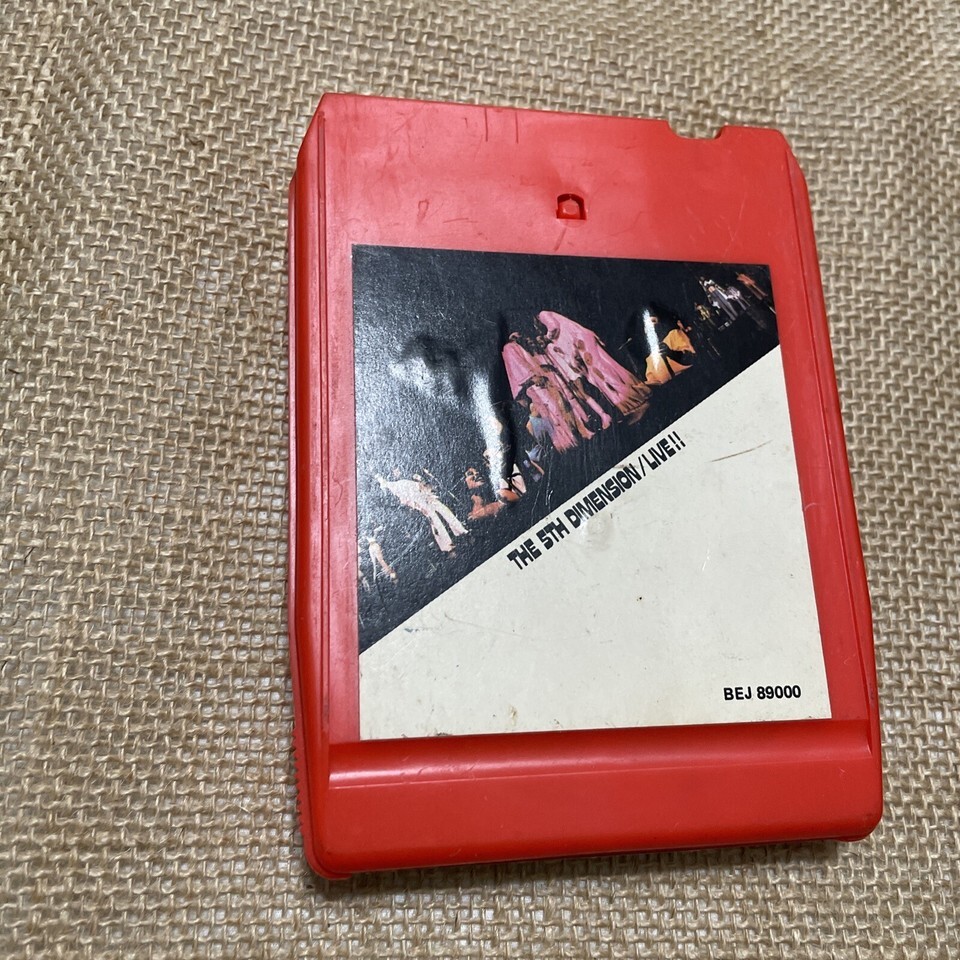 THE 5TH DIMENSION/LIVE!!
BEJ 89000